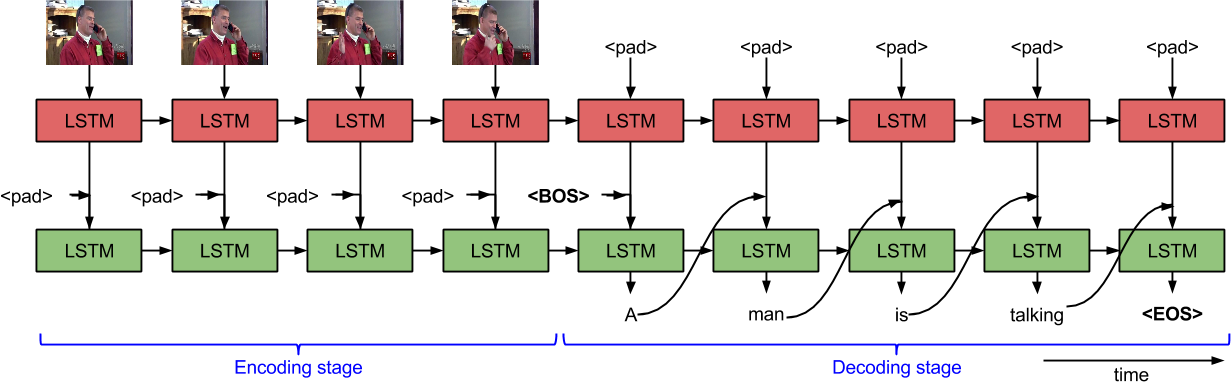 <pad> <pad> <pad> <pad> <pad>
LSTM LSTM LSTM LSTM LSTM LSTM LSTM LSTM LSTM
<pad> <pad> <pad> <pad> <BOS>
LSTM LSTM LSTM LSTM LSTM LSTM LSTM LSTM LSTM
A man is talking <EOS>
Encoding stage Decoding stage
time